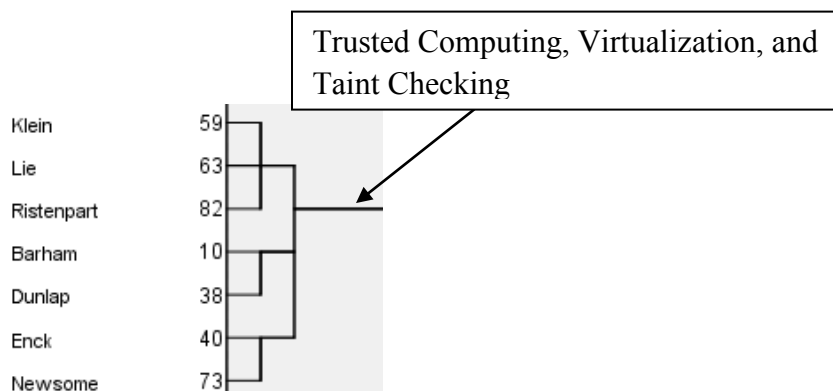 Trusted Computing, Virtualization, and
Taint Checking
Klein 59
Lie 63
Ristenpart 82
Barham 10
Dunlap 38
Enck 40
Newsome 73